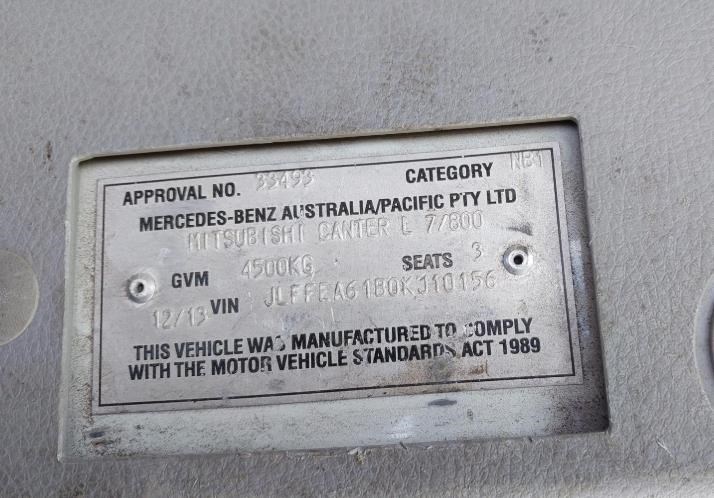 APPROVAL NO. 33493 CATEGORY NB1
MERCEDES-BENZ AUSTRALIA/PACIFIC PTY LTD
MITSUBISHI CANTER L 7/800
GVM 4500KG SEATS 3
12/13 VIN JLFFEA61B0KJ10156
THIS VEHICLE WAS MANUFACTURED TO COMPLY
WITH THE MOTOR VEHICLE STANDARDS ACT 1989